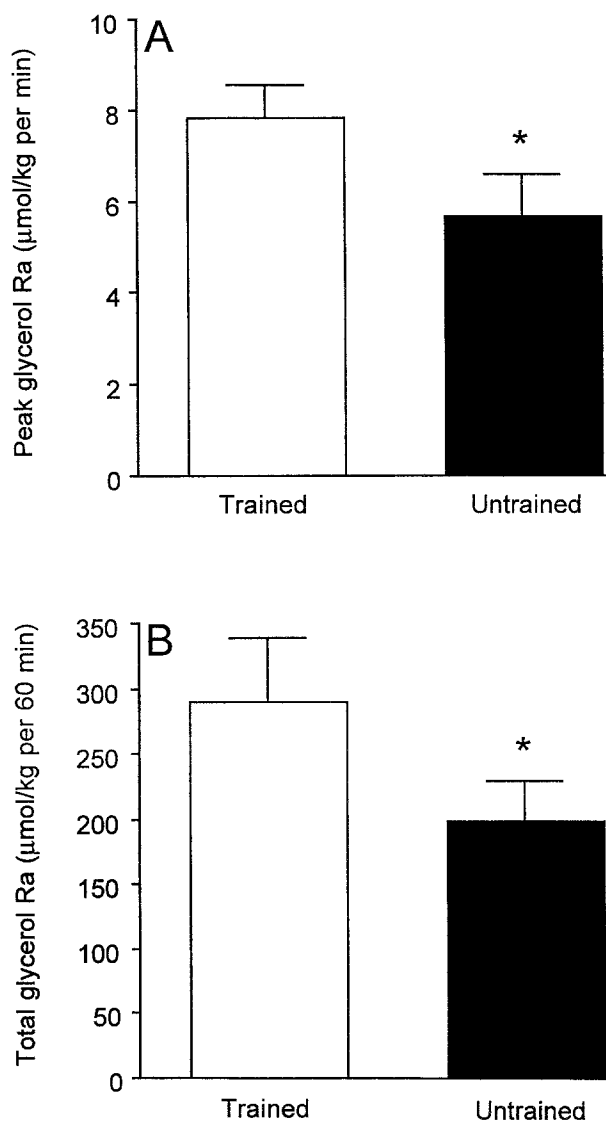 A
Peak glycerol Ra (μmol/kg per min)
10
8
6
4
2
0
*
Trained
Untrained
B
Total glycerol Ra (μmol/kg per 60 min)
350
300
250
200
150
100
50
0
*
Trained
Untrained